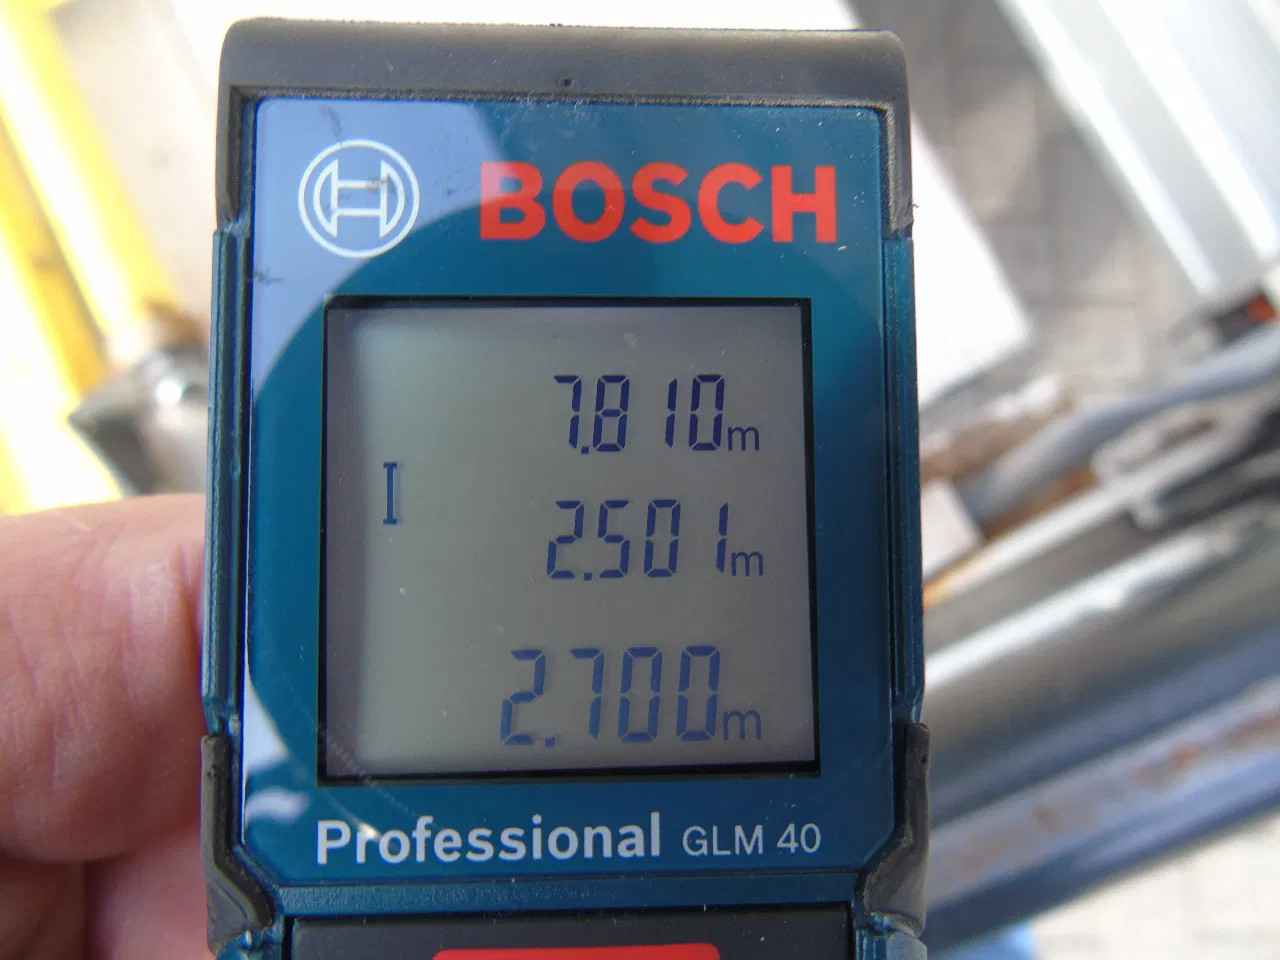 BOSCH
7.810m
2.501m
2.700m
Professional GLM 40